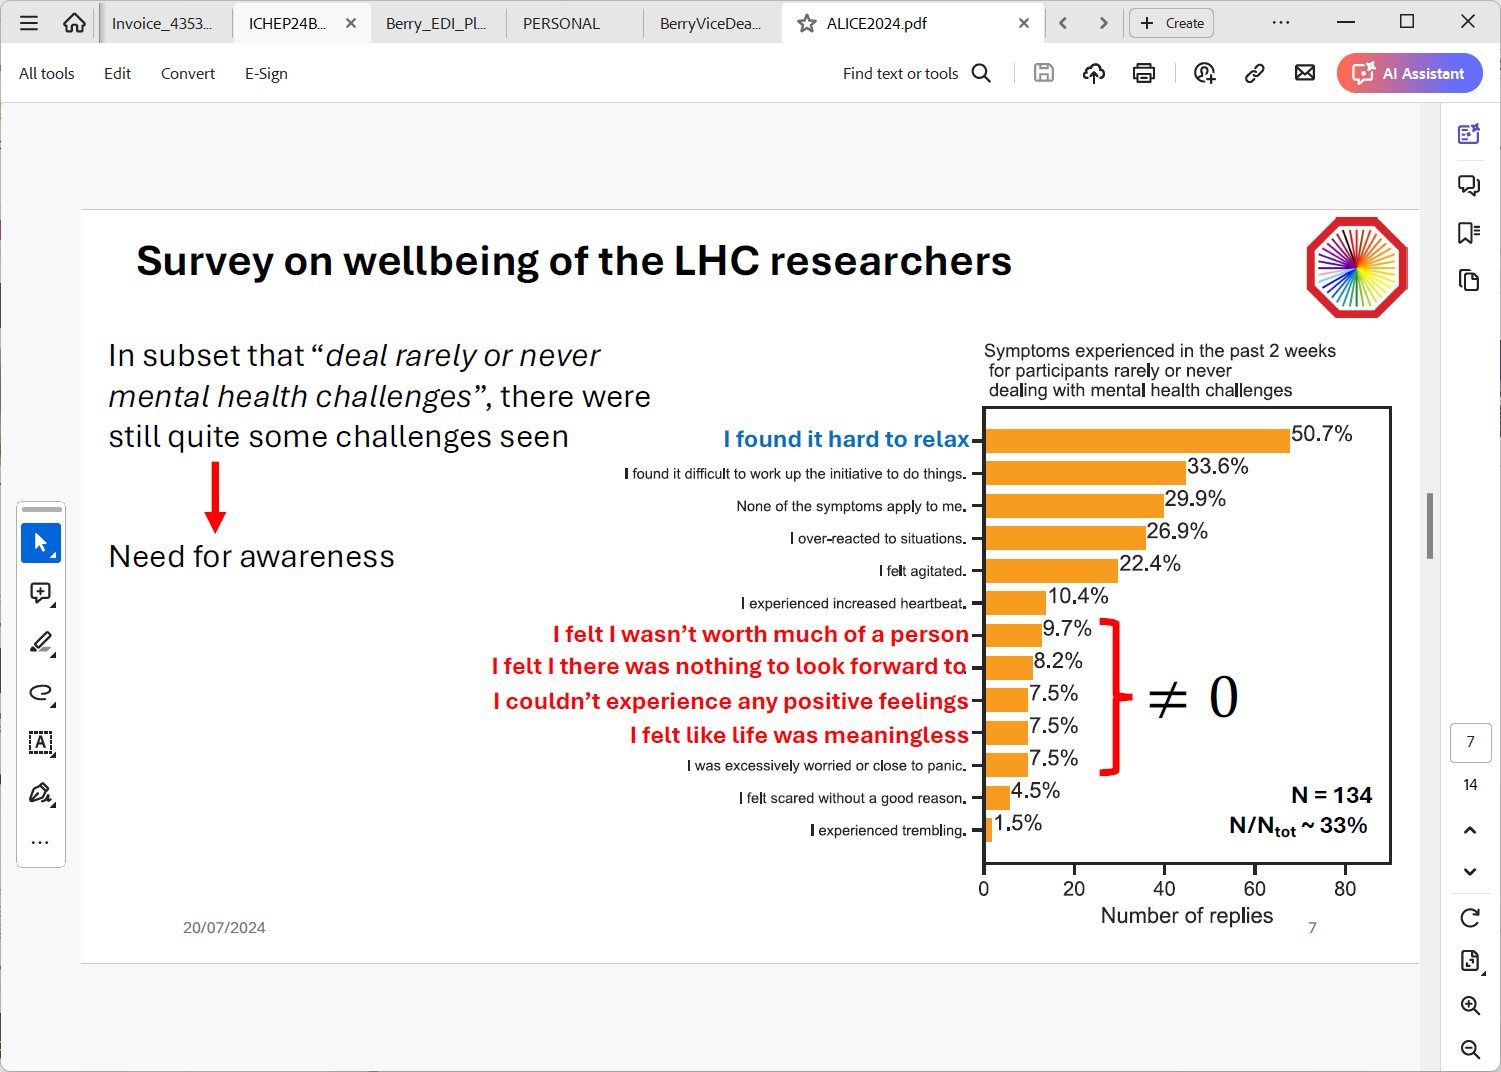 Invoice_4353...
ICHEP24B...
Berry_EDI_Pl...
PERSONAL
BerryViceDea...
ALICE2024.pdf
Create
All tools
Edit
Convert
E-Sign
Find text or tools
AI Assistant
Survey on wellbeing of the LHC researchers
In subset that “deal rarely or never
mental health challenges”, there were
still quite some challenges seen
Need for awareness
Symptoms experienced in the past 2 weeks
for participants rarely or never
dealing with mental health challenges
I found it hard to relax 50.7%
I found it difficult to work up the initiative to do things. 33.6%
None of the symptoms apply to me. 29.9%
I over-reacted to situations. 26.9%
I felt agitated. 22.4%
I experienced increased heartbeat. 10.4%
I felt I wasn’t worth much of a person 9.7%
I felt I there was nothing to look forward to. 8.2%
I couldn’t experience any positive feelings 7.5%
I felt like life was meaningless 7.5%
I was excessively worried or close to panic. 7.5%
I felt scared without a good reason. 4.5%
I experienced trembling. 1.5%
≠ 0
N = 134
N/Ntot ~ 33%
0 20 40 60 80
Number of replies
20/07/2024
7
7
14